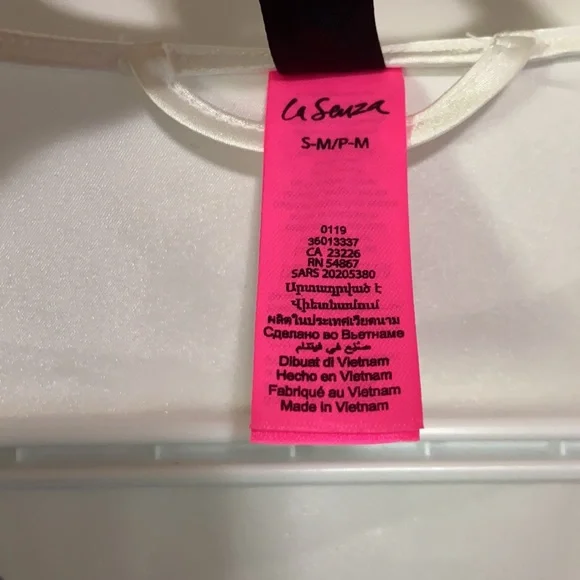 La Senza
S-M/P-M
0119
36013337
CA 23226
RN 54867
SARS 20205380
Արտադրված է
Վիետնամում
ผลิตในประเทศเวียดนาม
Сделано во Вьетнаме
صنع في فيتنام
Dibuat di Vietnam
Hecho en Vietnam
Fabriqué au Vietnam
Made in Vietnam